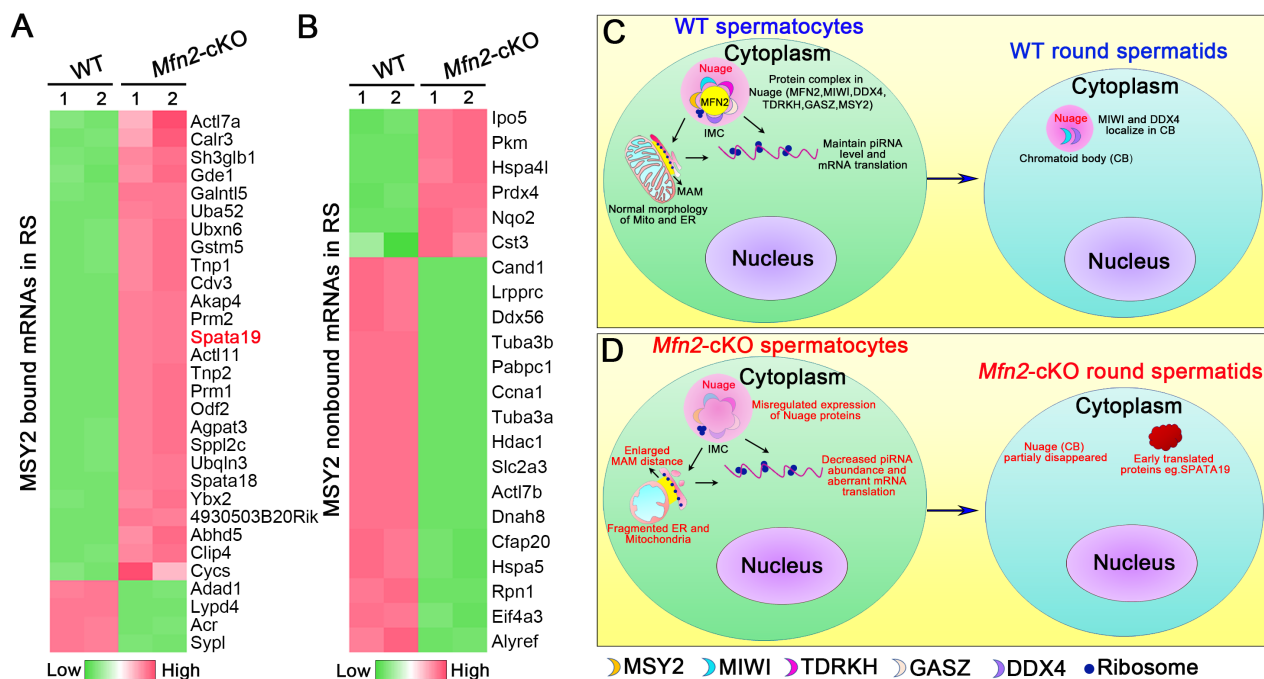 A
WT
Mfn2-cKO
1
2
1
2
MSY2 bound mRNAs in RS
Actl7a
Calr3
Sh3glb1
Gde1
Galntl5
Uba52
Ubxn6
Gstm5
Tnp1
Cdv3
Akap4
Prm2
Spata19
Actl11
Tnp2
Prm1
Odf2
Agpat3
Sppl2c
Ubqln3
Spata18
Ybx2
4930503B20Rik
Abhd5
Clip4
Cycs
Adad1
Lypd4
Acr
Sypl
Low
High
B
WT
Mfn2-cKO
1
2
1
2
MSY2 nonbound mRNAs in RS
Ipo5
Pkm
Hspa4l
Prdx4
Nqo2
Cst3
Cand1
Lrpprc
Ddx56
Tuba3b
Pabpc1
Ccna1
Tuba3a
Hdac1
Slc2a3
Actl7b
Dnah8
Cfap20
Hspa5
Rpn1
Eif4a3
Alyref
Low
High
C
WT spermatocytes
Cytoplasm
Nuage
MFN2
IMC
Protein complex in
Nuage (MFN2,MIWI,DDX4,
TDRKH,GASZ,MSY2)
Maintain piRNA
level and
mRNA translation
MAM
Normal morphology
of Mito and ER
Nucleus
WT round spermatids
Cytoplasm
Nuage
MIWI and DDX4
localize in CB
Chromatoid body (CB)
Nucleus
D
Mfn2-cKO spermatocytes
Cytoplasm
Nuage
Misregulated expression
of Nuage proteins
IMC
Enlarged
MAM distance
Decreased piRNA
abundance and
aberrant mRNA
translation
Fragmented ER and
Mitochondria
Nucleus
Mfn2-cKO round spermatids
Cytoplasm
Nuage (CB)
partialy disappeared
Early translated
proteins eg.SPATA19
Nucleus
MSY2
MIWI
TDRKH
GASZ
DDX4
Ribosome